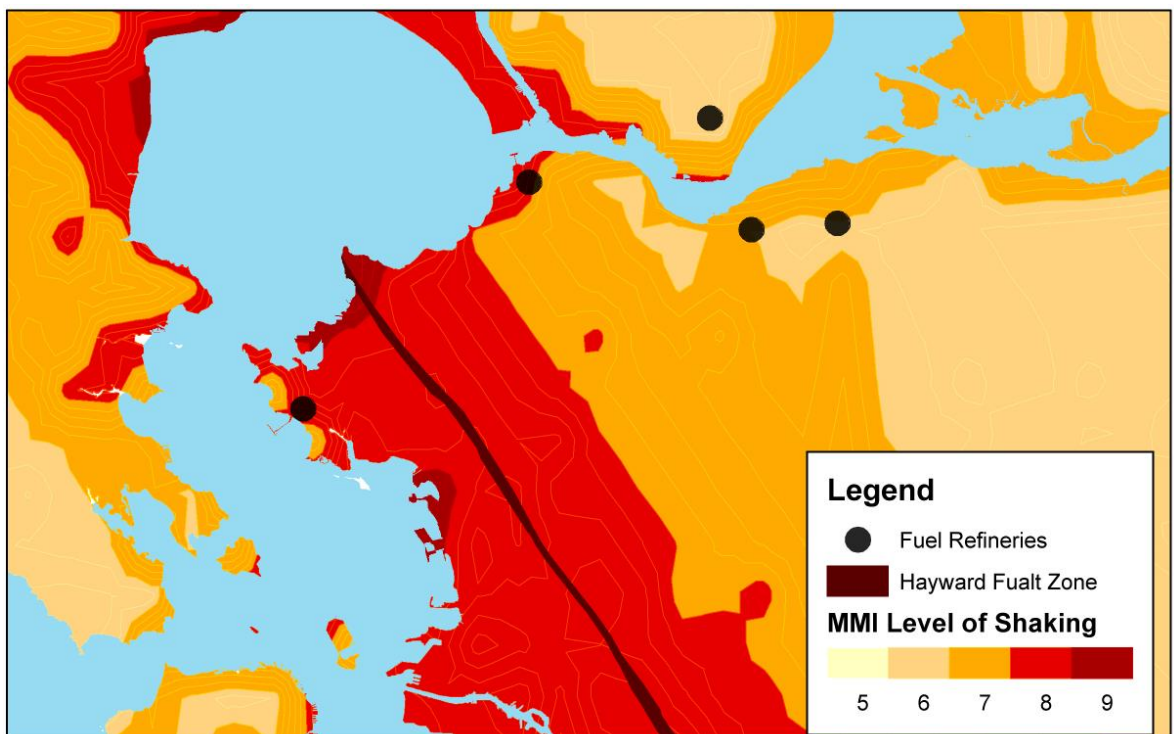 Legend
Fuel Refineries
Hayward Fualt Zone
MMI Level of Shaking
5 6 7 8 9